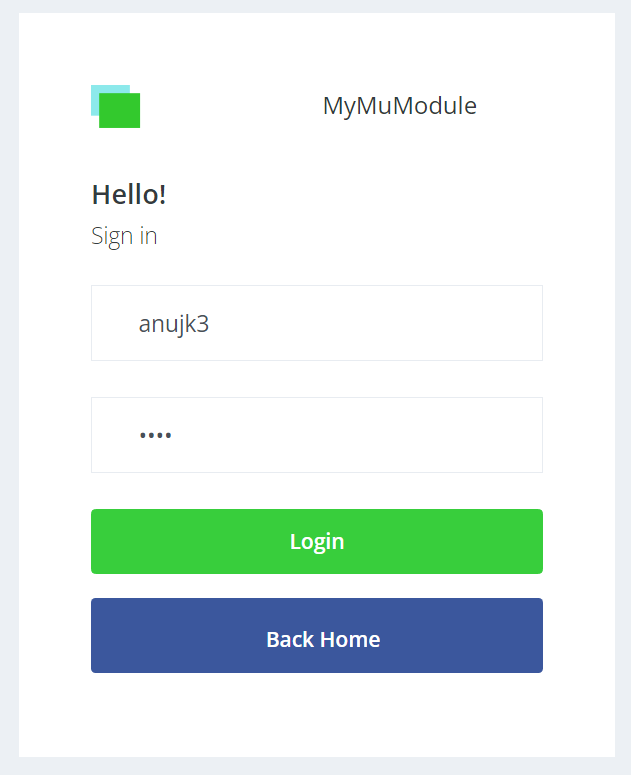 MyMuModule
Hello!
Sign in
anujk3
••••
Login
Back Home